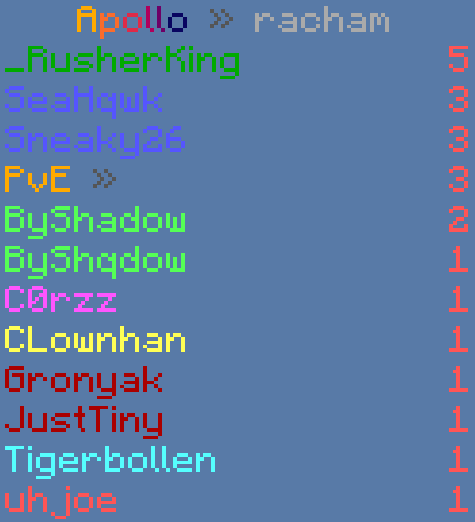 Apollo » racham
_RusherKing 5
SeaHqwk 3
Sneaky26 3
PvE » 3
ByShadow 2
ByShqdow 1
C0rzz 1
CLownhan 1
Gronyak 1
JustTiny 1
Tigerbollen 1
uhjoe 1